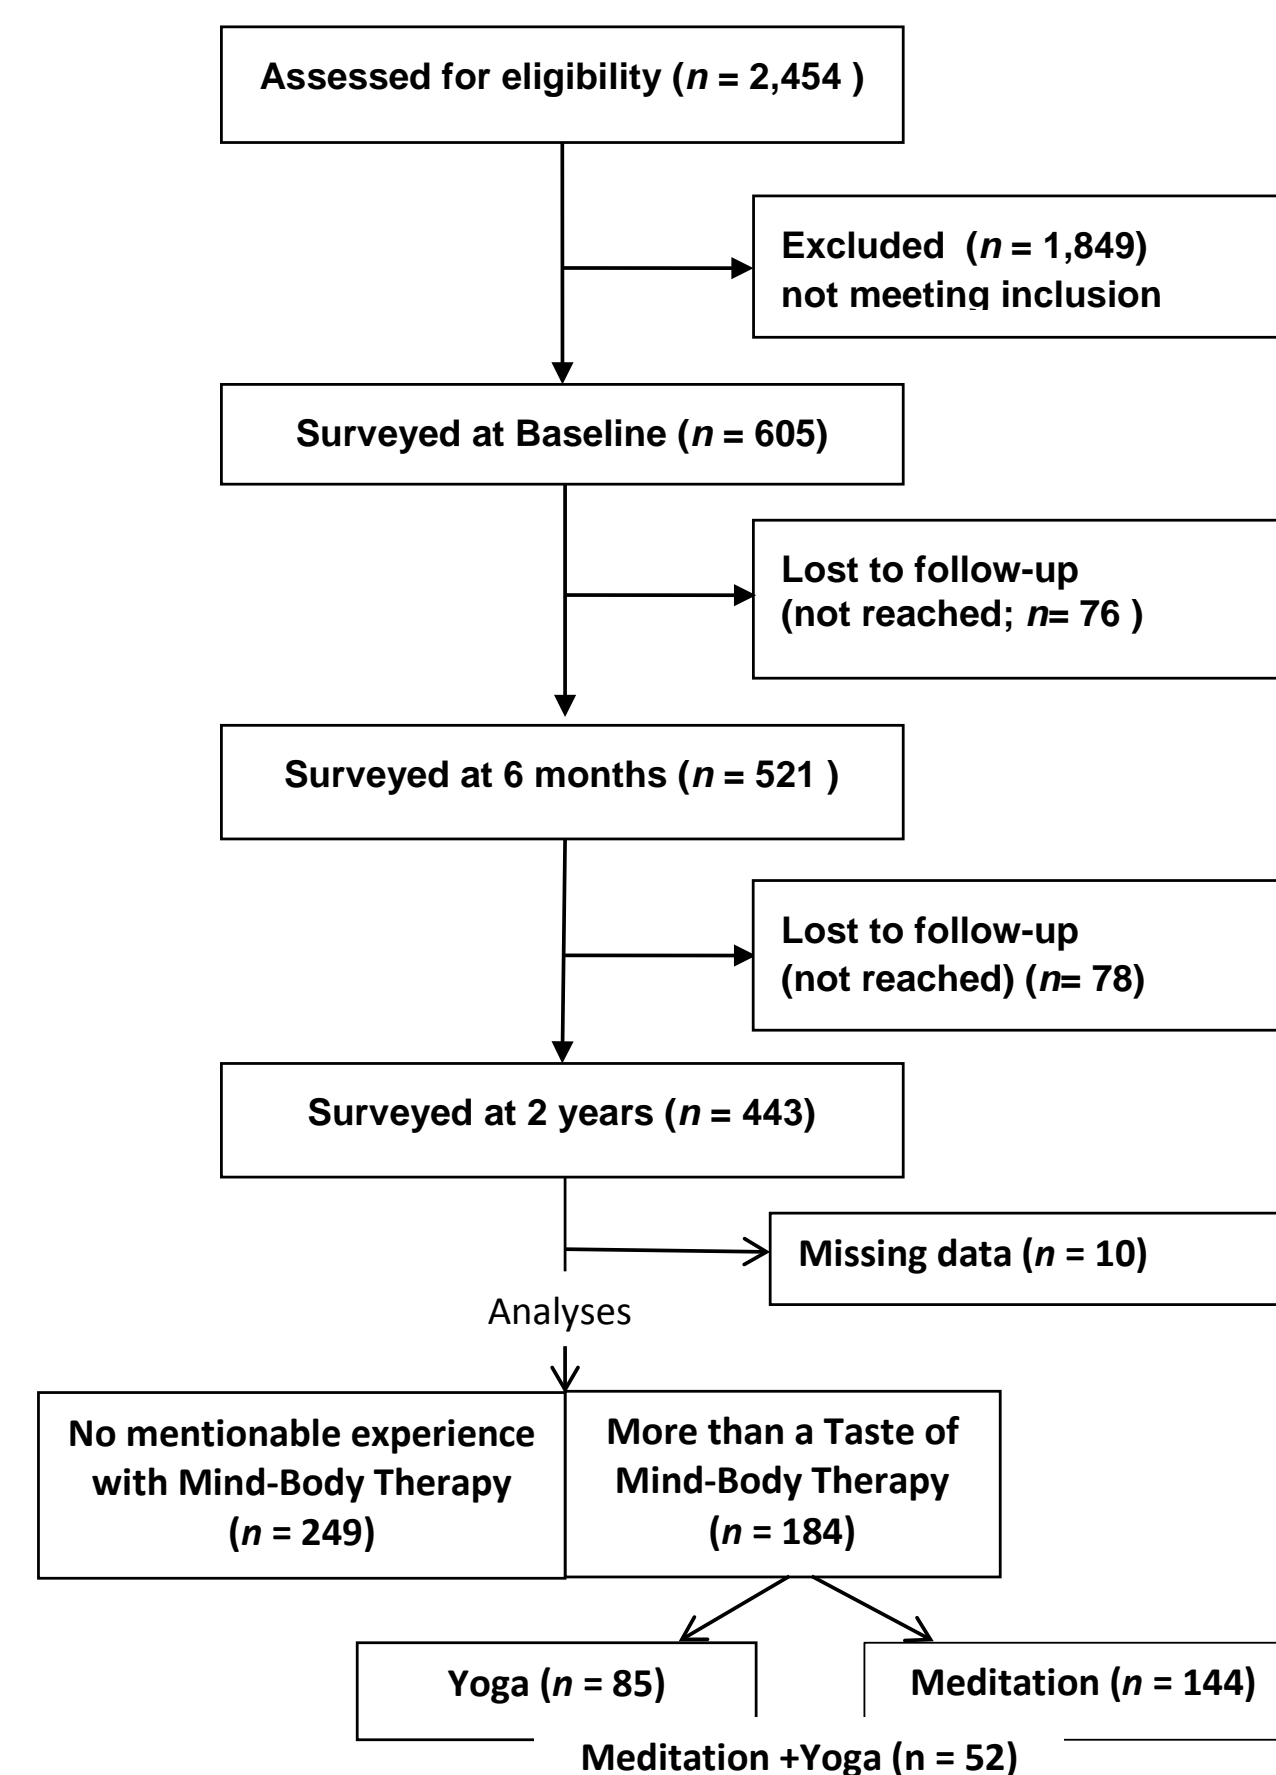 Assessed for eligibility (n = 2,454 )
Excluded (n = 1,849)
not meeting inclusion
Surveyed at Baseline (n = 605)
Lost to follow-up
(not reached; n= 76 )
Surveyed at 6 months (n = 521 )
Lost to follow-up
(not reached) (n= 78)
Surveyed at 2 years (n = 443)
Missing data (n = 10)
Analyses
No mentionable experience
with Mind-Body Therapy
(n = 249)
More than a Taste of
Mind-Body Therapy
(n = 184)
Yoga (n = 85)
Meditation (n = 144)
Meditation +Yoga (n = 52)